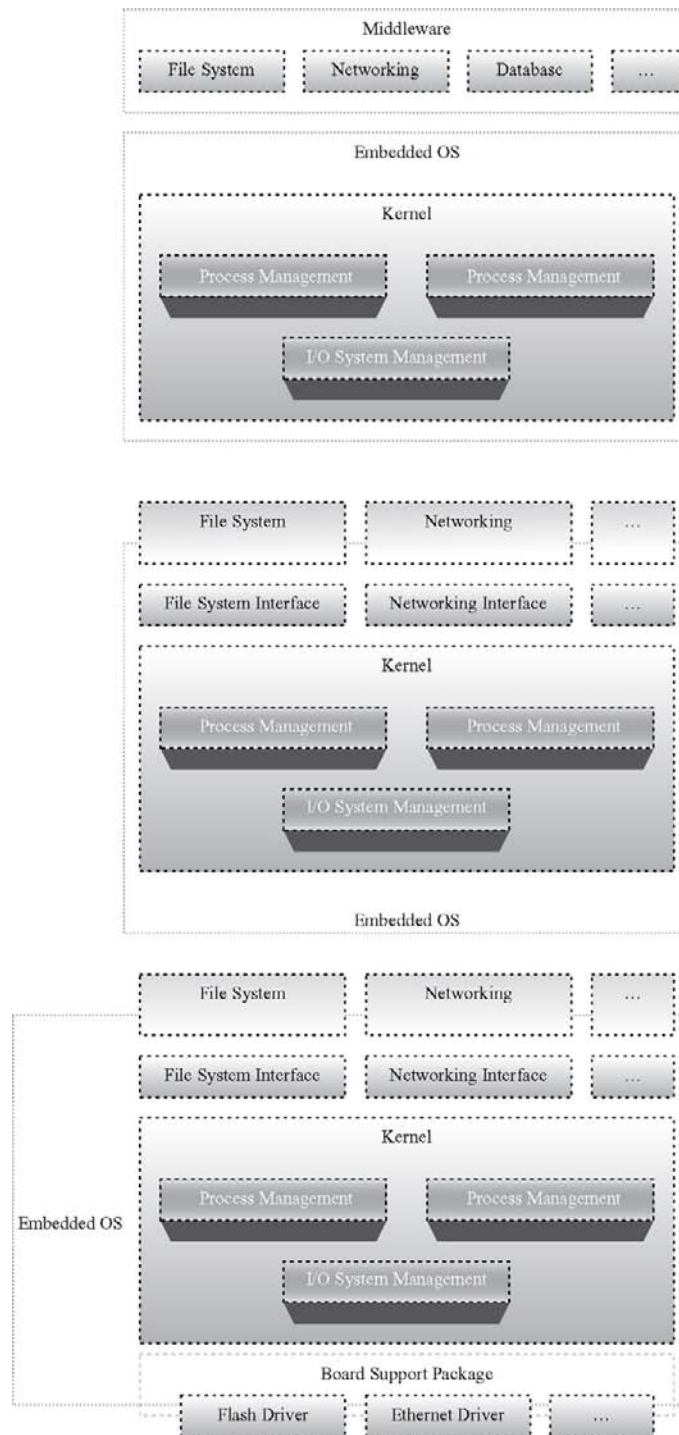 Middleware
File System Networking Database ...
Embedded OS
Kernel
Process Management Process Management
I/O System Management
File System Networking ...
File System Interface Networking Interface ...
Kernel
Process Management Process Management
I/O System Management
Embedded OS
File System Networking ...
File System Interface Networking Interface ...
Kernel
Process Management Process Management
Embedded OS
I/O System Management
Board Support Package
Flash Driver Ethernet Driver ...